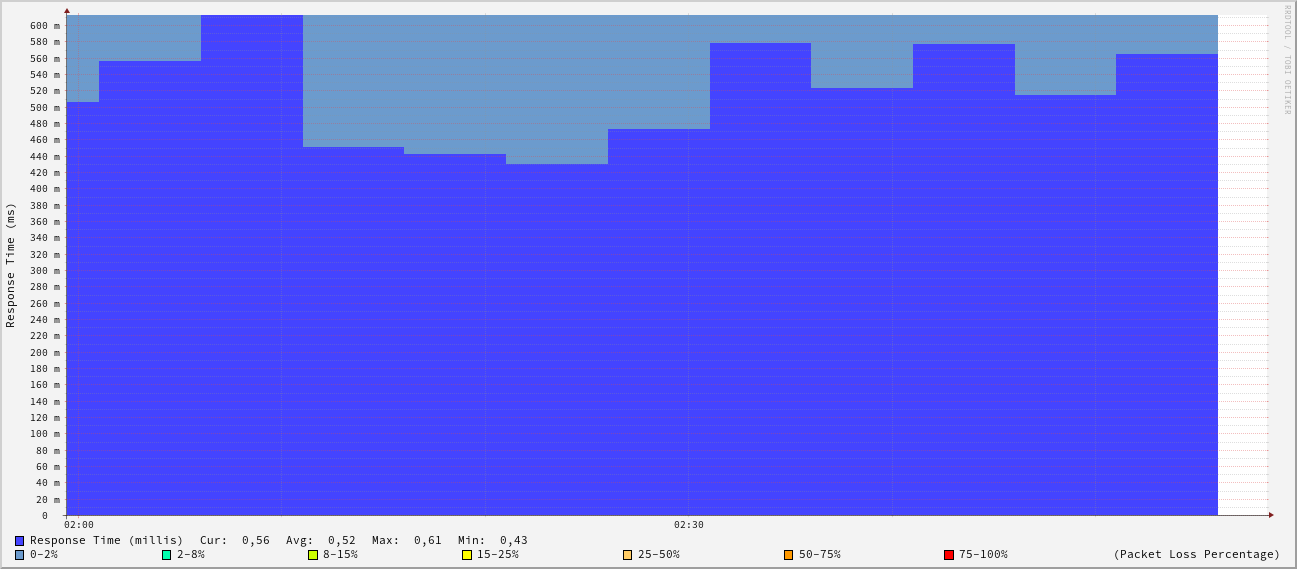 RRDTOOL / TOBI OETIKER
Response Time (ms)
600 m
580 m
560 m
540 m
520 m
500 m
480 m
460 m
440 m
420 m
400 m
380 m
360 m
340 m
320 m
300 m
280 m
260 m
240 m
220 m
200 m
180 m
160 m
140 m
120 m
100 m
80 m
60 m
40 m
20 m
0
02:00 02:30
Response Time (millis) Cur: 0,56 Avg: 0,52 Max: 0,61 Min: 0,43
0-2% 2-8% 8-15% 15-25% 25-50% 50-75% 75-100% (Packet Loss Percentage)